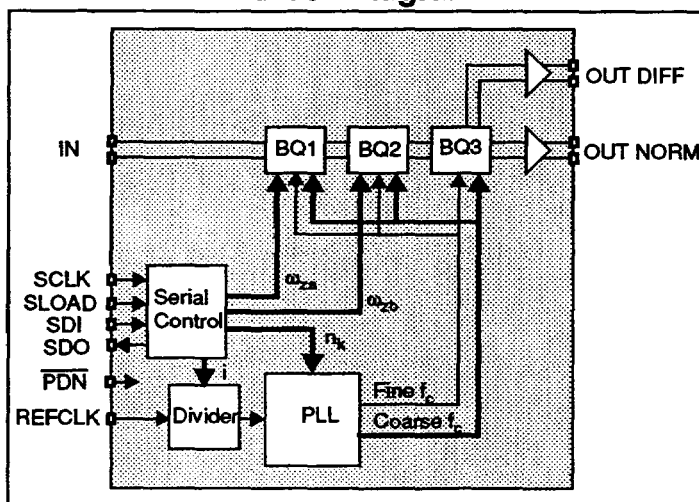 OUT DIFF
IN
BQ1
BQ2
BQ3
OUT NORM
SCLK
SLOAD
SDI
SDO
Serial
Control
ωza
ωzb
nk
PDN
i
REFCLK
Divider
PLL
Fine fc
Coarse fc